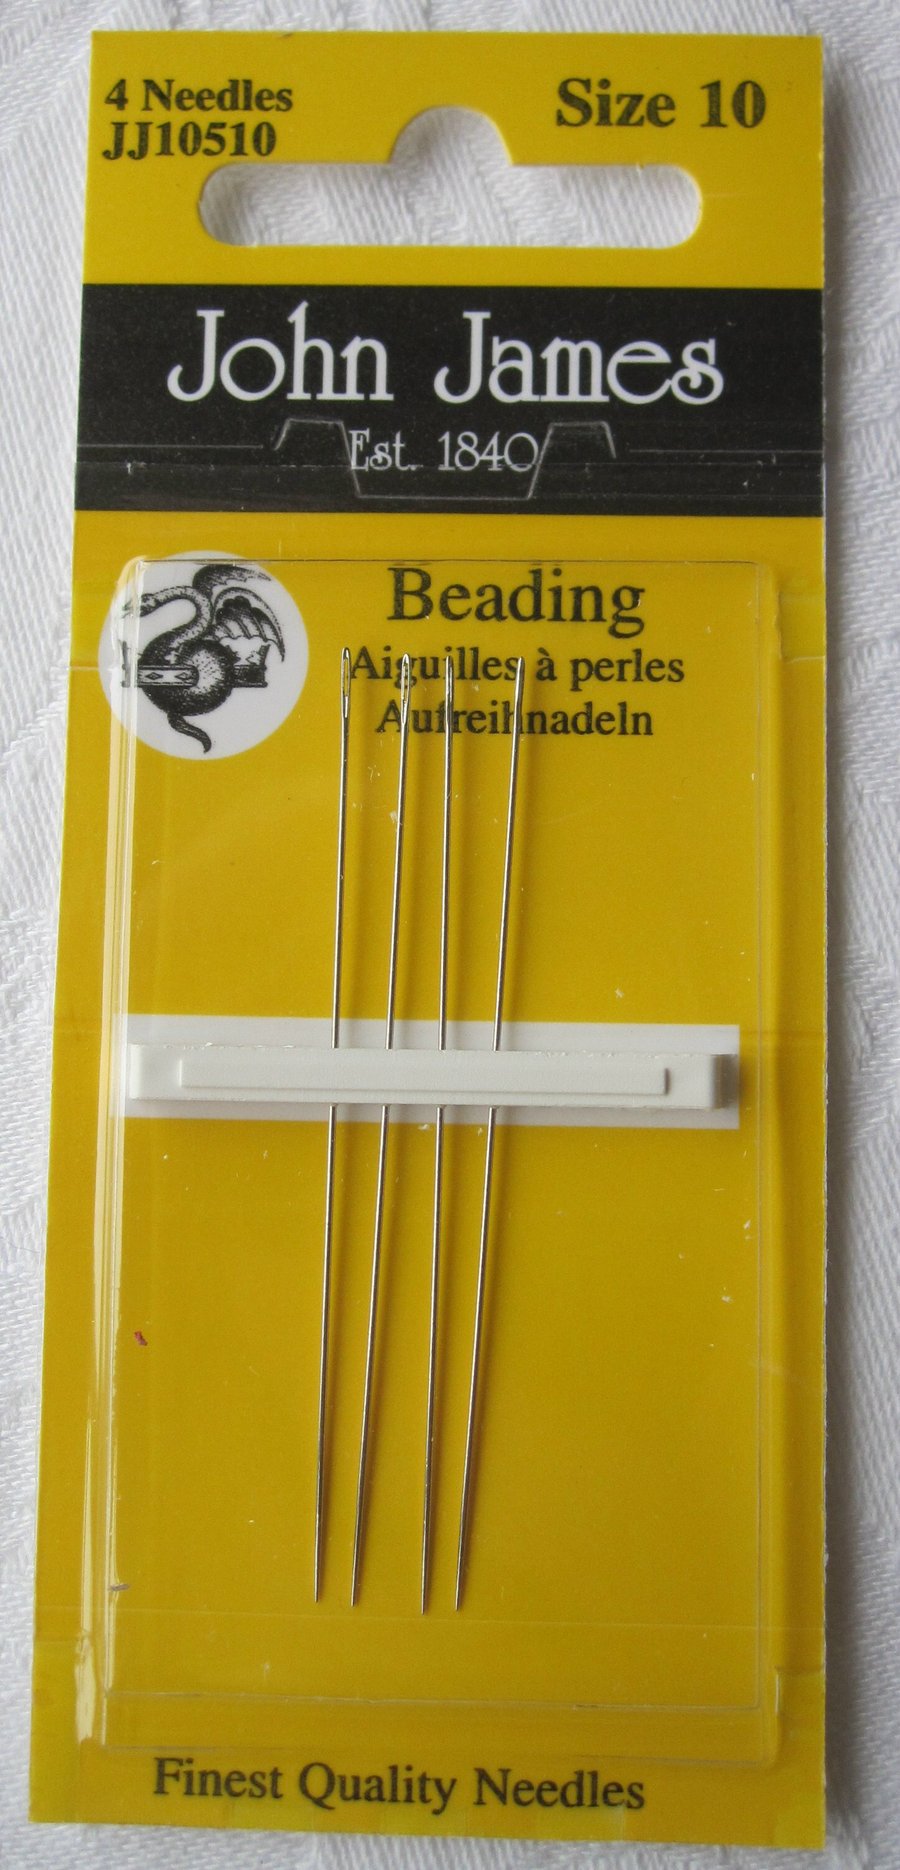 4 Needles
JJ10510
Size 10
John James
Est. 1840
Beading
Aiguilles à perles
Aufreihnadeln
Finest Quality Needles